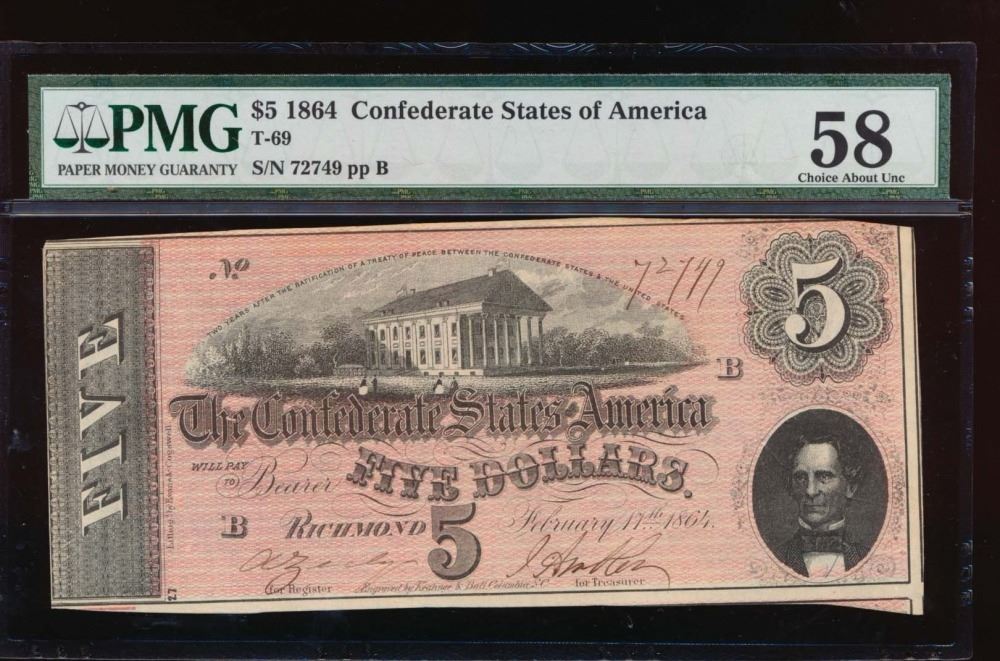 PMG
PAPER MONEY GUARANTY
$5 1864 Confederate States of America
T-69
S/N 72749 pp B
58
Choice About Unc
FIVE
No
72749
TWO YEARS AFTER THE RATIFICATION OF A TREATY OF PEACE BETWEEN THE CONFEDERATE STATES & THE UNITED STATES
5
B
The Confederate States of America
WILL PAY
TO
Bearer
FIVE DOLLARS.
B
RICHMOND
5
February 17th. 1864.
for Register
Engraved by Keatinge & Ball Columbia, S.C.
for Treasurer
27